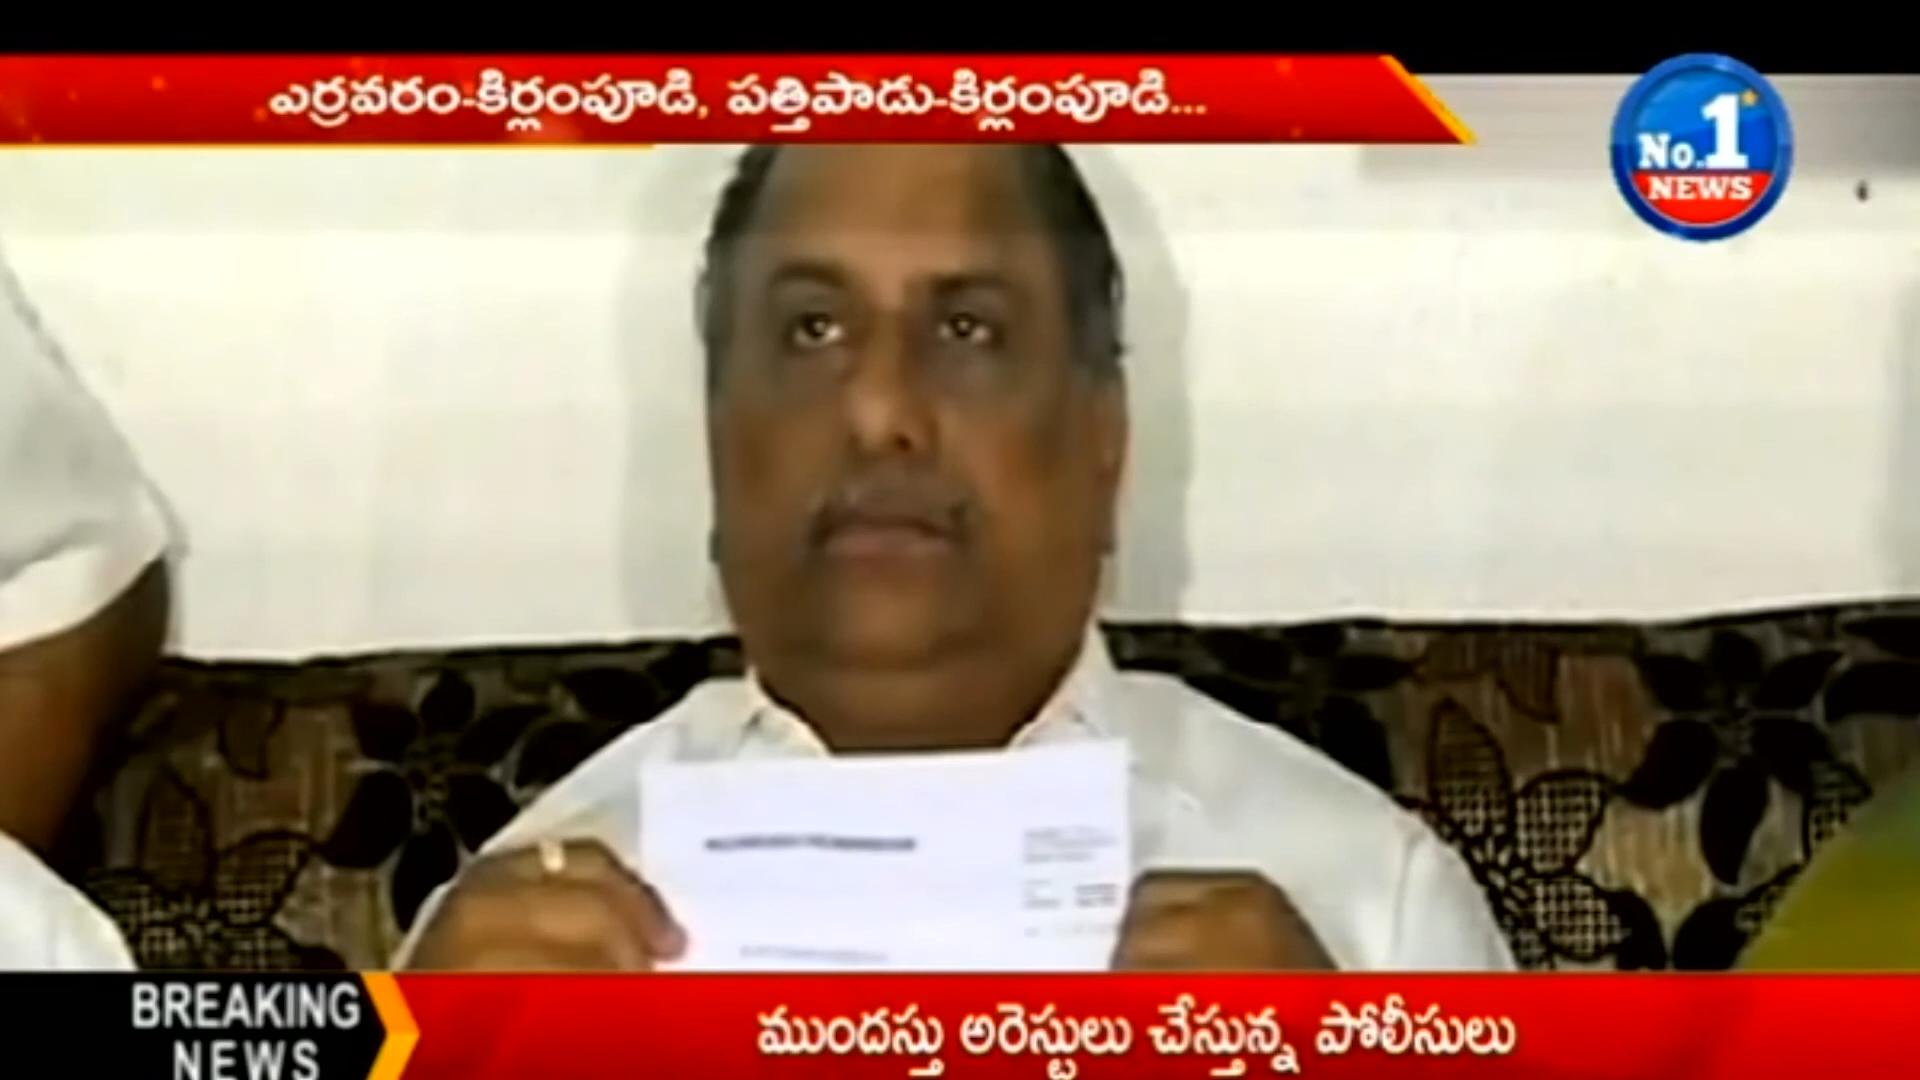 ఎర్రవరం-కిర్లంపూడి, పత్తిపాడు-కిర్లంపూడి...
No.1
NEWS
BREAKING
NEWS
ముందస్తు అరెస్టులు చేస్తున్న పోలీసులు